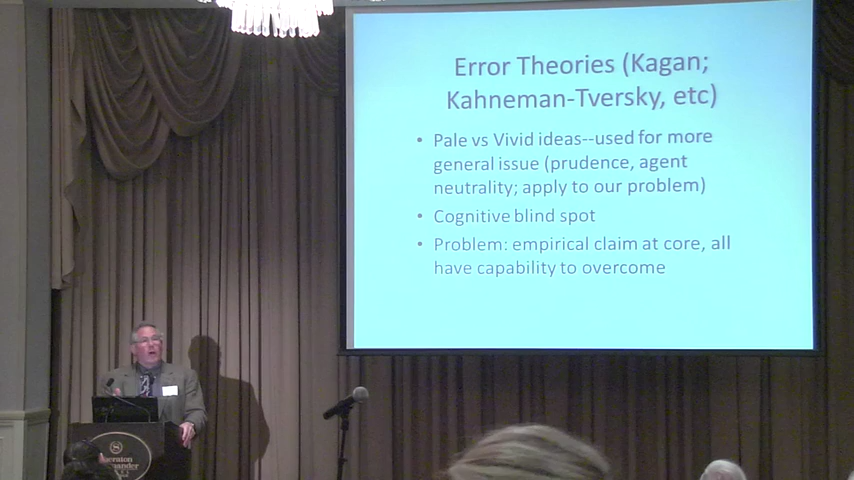 Error Theories (Kagan;
Kahneman-Tversky, etc)
• Pale vs Vivid ideas--used for more
general issue (prudence, agent
neutrality; apply to our problem)
• Cognitive blind spot
• Problem: empirical claim at core, all
have capability to overcome
S